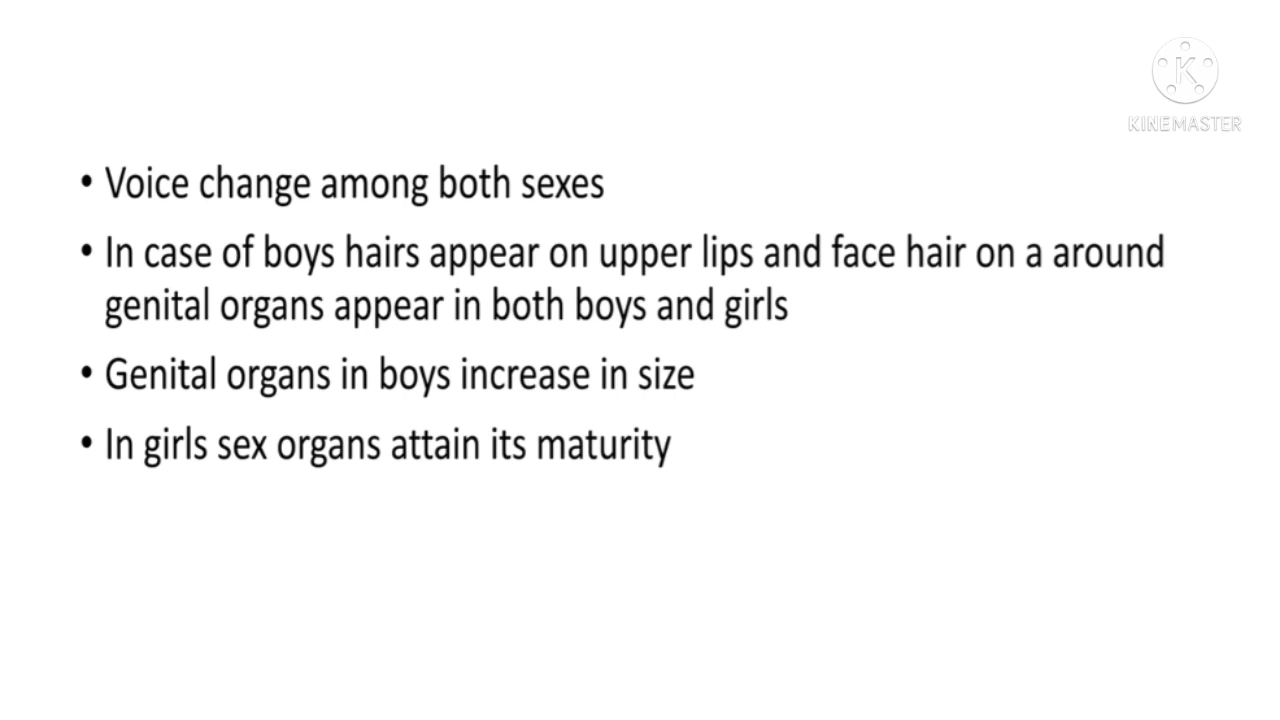 KINEMASTER
• Voice change among both sexes
• In case of boys hairs appear on upper lips and face hair on a around
genital organs appear in both boys and girls
• Genital organs in boys increase in size
• In girls sex organs attain its maturity